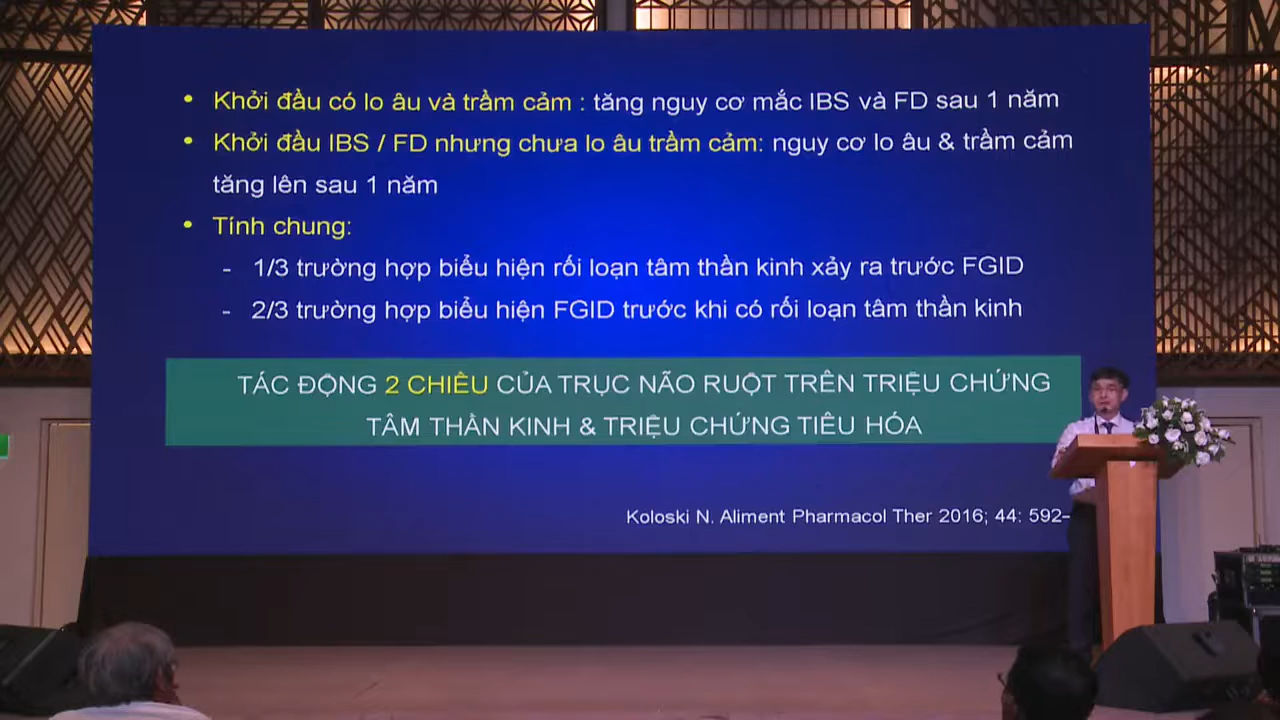 • Khởi đầu có lo âu và trầm cảm : tăng nguy cơ mắc IBS và FD sau 1 năm
• Khởi đầu IBS / FD nhưng chưa lo âu trầm cảm: nguy cơ lo âu & trầm cảm
tăng lên sau 1 năm
• Tính chung:
- 1/3 trường hợp biểu hiện rối loạn tâm thần kinh xảy ra trước FGID
- 2/3 trường hợp biểu hiện FGID trước khi có rối loạn tâm thần kinh
TÁC ĐỘNG 2 CHIỀU CỦA TRỤC NÃO RUỘT TRÊN TRIỆU CHỨNG
TÂM THẦN KINH & TRIỆU CHỨNG TIÊU HÓA
Koloski N. Aliment Pharmacol Ther 2016; 44: 592–